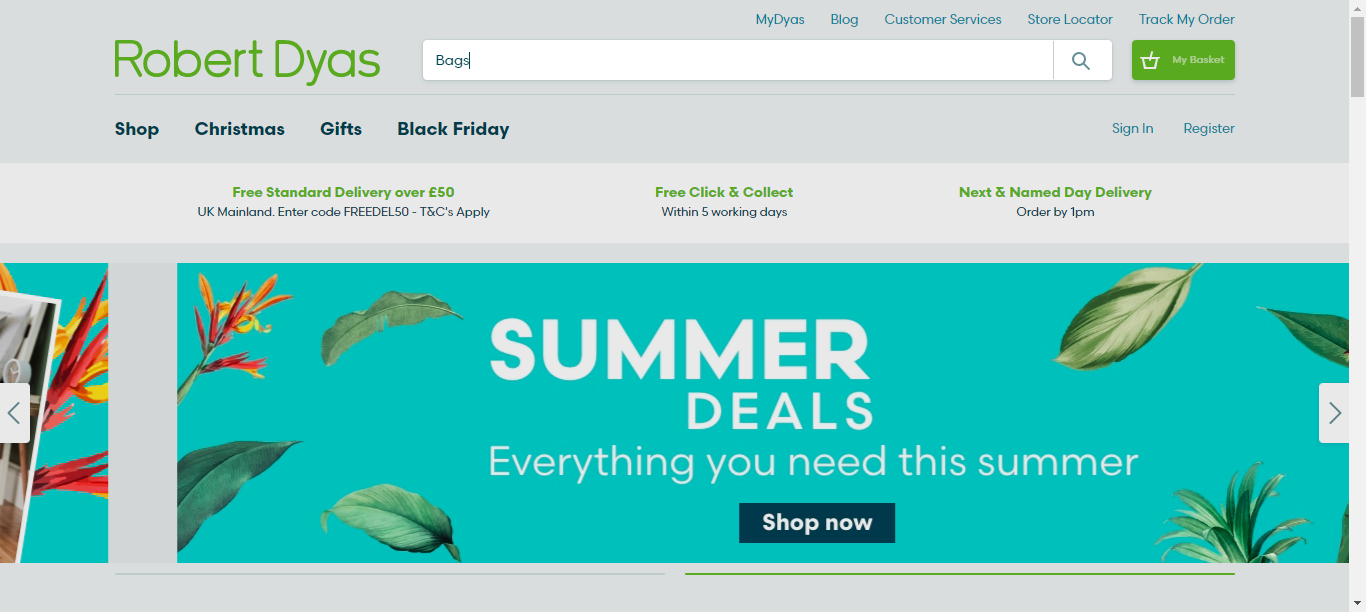 MyDyas Blog Customer Services Store Locator Track My Order
Robert Dyas
Bags
My Basket
Shop Christmas Gifts Black Friday
Sign In Register
Free Standard Delivery over £50
UK Mainland. Enter code FREEDEL50 - T&C's Apply
Free Click & Collect
Within 5 working days
Next & Named Day Delivery
Order by 1pm
SUMMER
DEALS
Everything you need this summer
Shop now